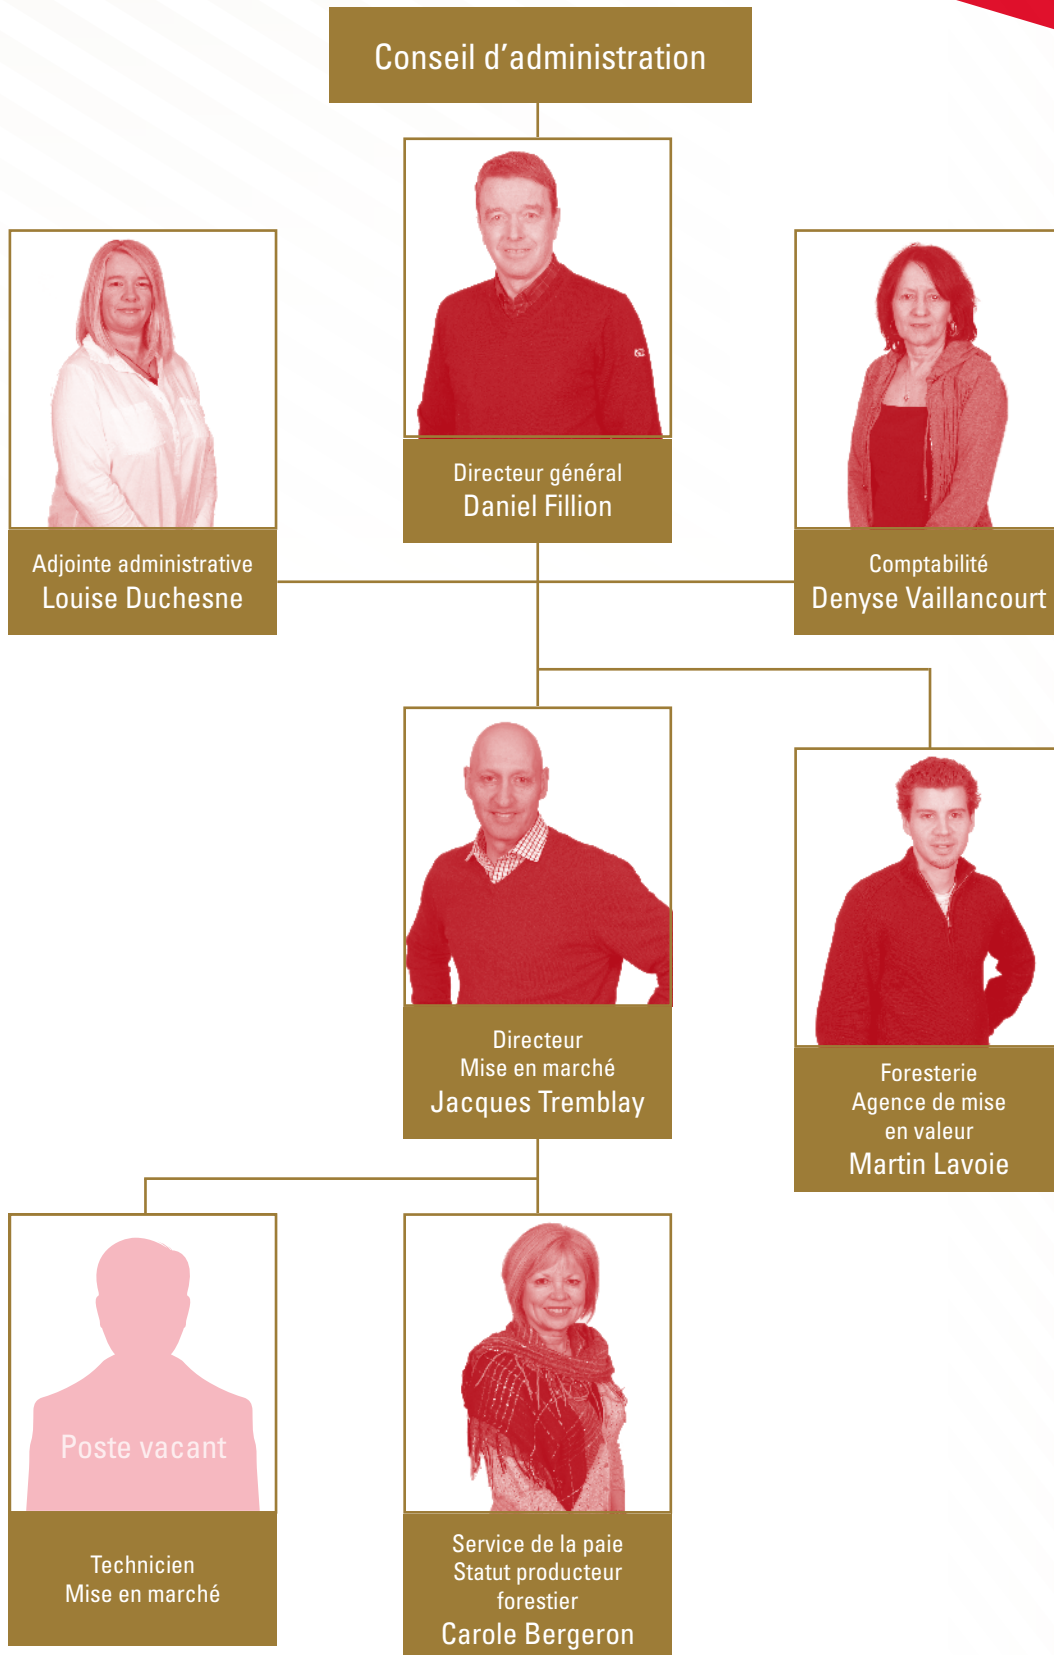 Conseil d'administration
Directeur général
Daniel Fillion
Adjointe administrative
Louise Duchesne
Comptabilité
Denyse Vaillancourt
Directeur
Mise en marché
Jacques Tremblay
Foresterie
Agence de mise
en valeur
Martin Lavoie
Poste vacant
Technicien
Mise en marché
Service de la paie
Statut producteur
forestier
Carole Bergeron